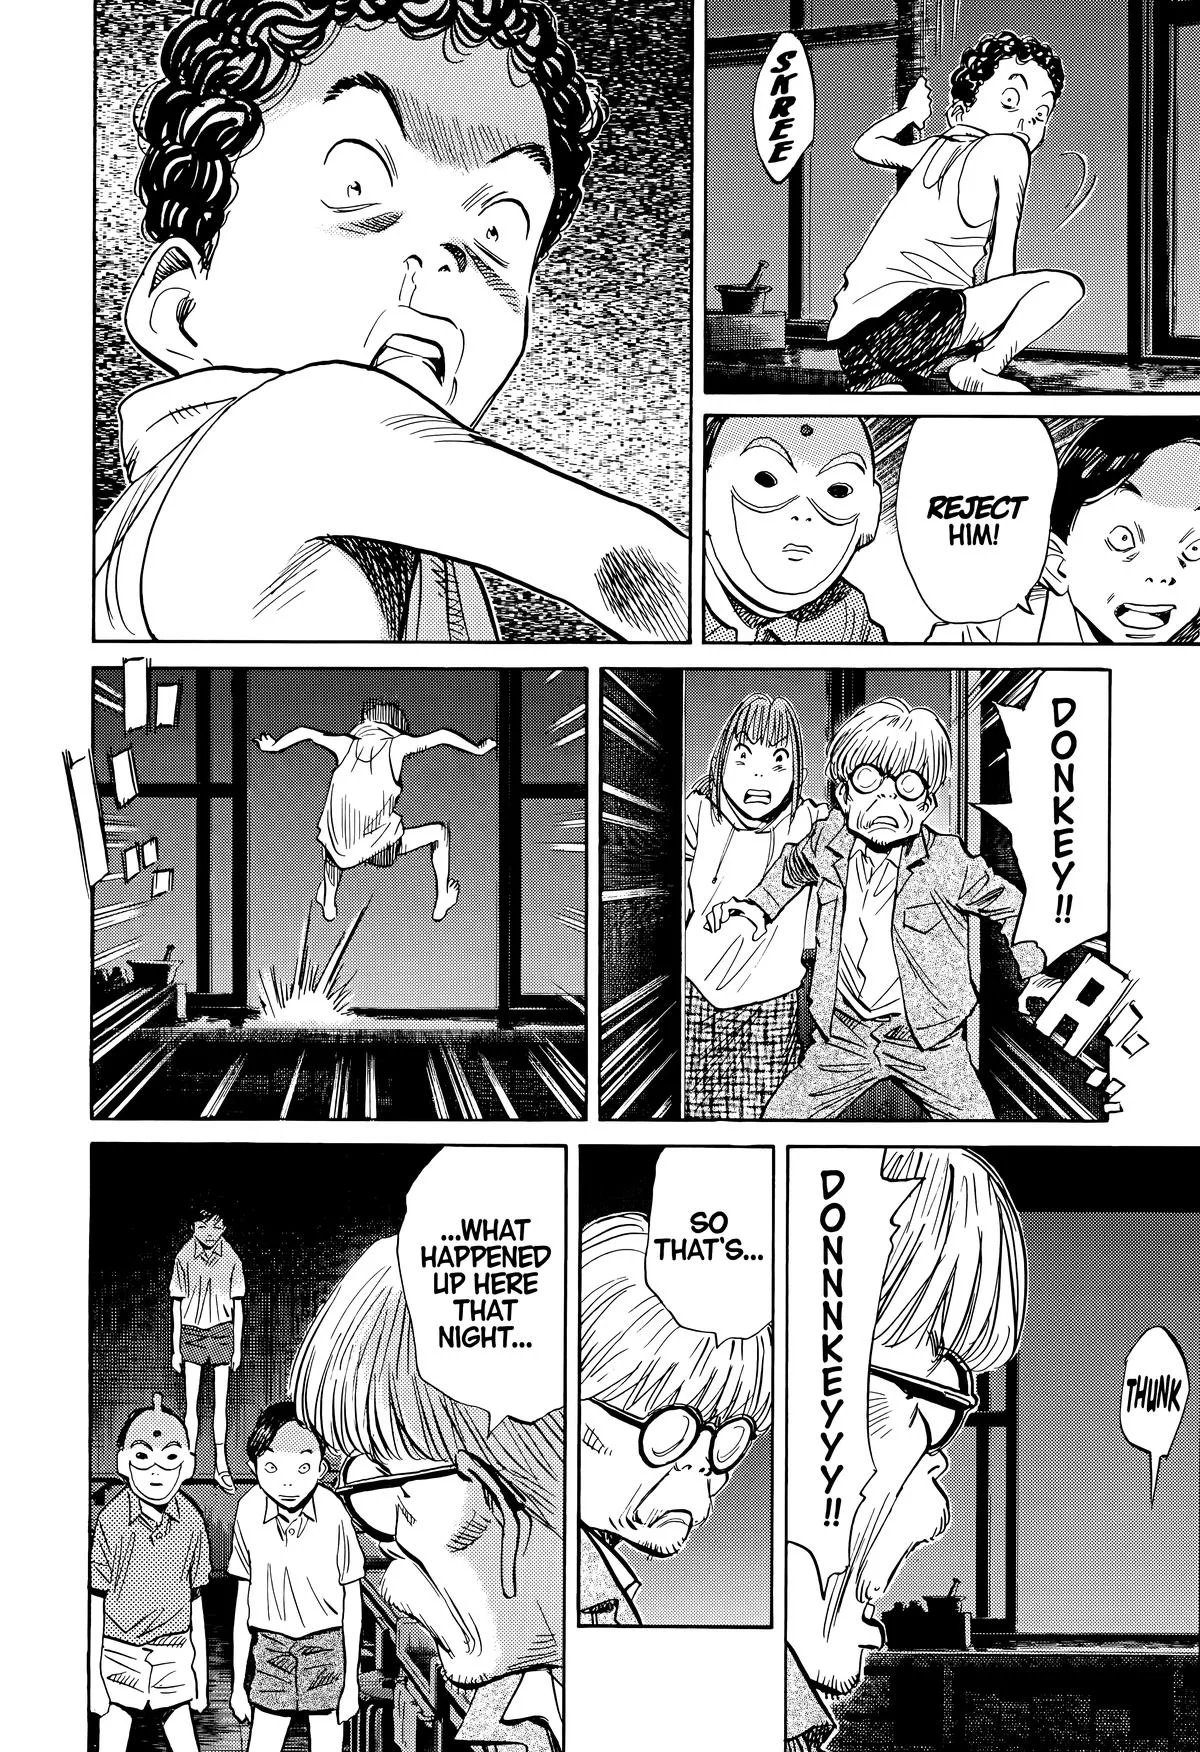 SKREE
REJECT
HIM!
DONKEY!!
A
DONNNKEYYY!!
THUNK
SO
THAT'S...
...WHAT
HAPPENED
UP HERE
THAT
NIGHT...